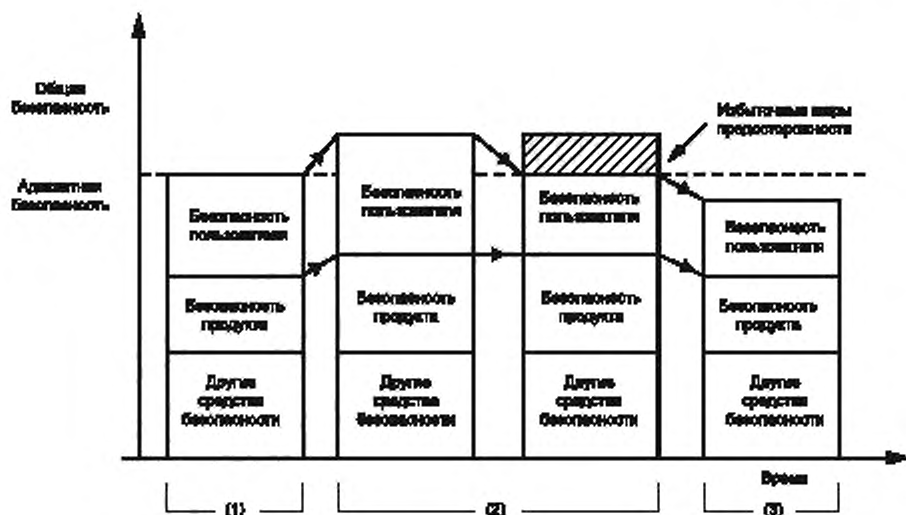 Общая
Безопасность
Избыточные меры
предосторожности
Адекватная
Безопасность
Безопасность
пользователя
Безопасность
пользователя
Безопасность
пользователя
Безопасность
пользователя
Безопасность
продукта
Безопасность
продукта
Безопасность
продукта
Безопасность
продукта
Другие
средства
безопасности
Другие
средства
безопасности
Другие
средства
безопасности
Другие
средства
безопасности
Время
(1)
(2)
(3)